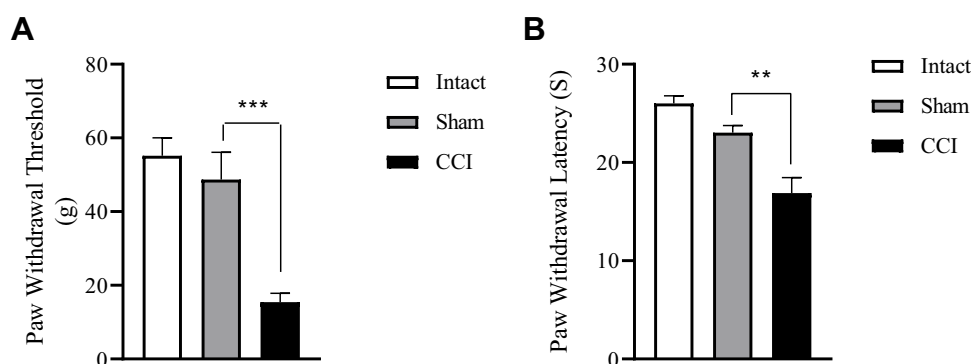 A
Paw Withdrawal Threshold
(g)
80
60
40
20
0
***
Intact
Sham
CCI
B
Paw Withdrawal Latency (S)
30
20
10
0
**
Intact
Sham
CCI